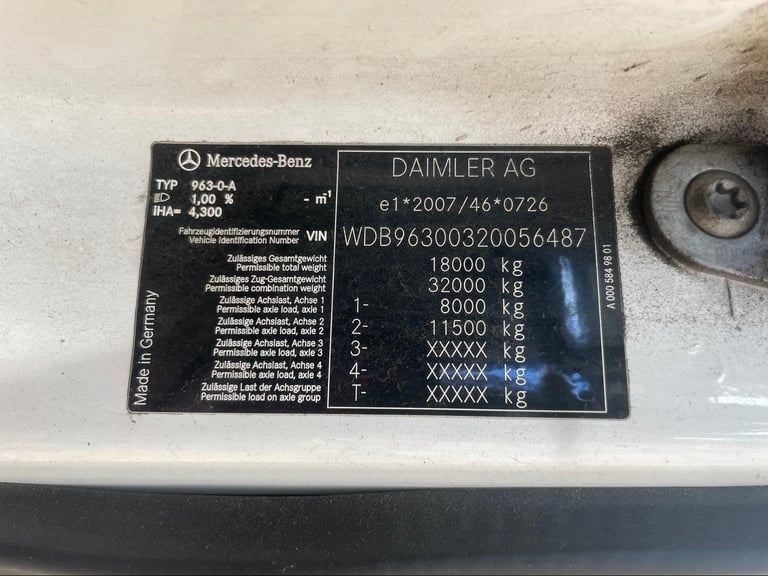 Mercedes-Benz
TYP 963-0-A
1,00 % - m⁻¹
iHA= 4,300
DAIMLER AG
e1*2007/46*0726
Fahrzeugidentifizierungsnummer
Vehicle Identification Number VIN WDB96300320056487
Zulässiges Gesamtgewicht
Permissible total weight 18000 kg
Zulässiges Zug-Gesamtgewicht
Permissible combination weight 32000 kg
Zulässige Achslast, Achse 1
Permissible axle load, axle 1 1- 8000 kg
Zulässige Achslast, Achse 2
Permissible axle load, axle 2 2- 11500 kg
Zulässige Achslast, Achse 3
Permissible axle load, axle 3 3- XXXXX kg
Zulässige Achslast, Achse 4
Permissible axle load, axle 4 4- XXXXX kg
Zulässige Last der Achsgruppe
Permissible load on axle group T- XXXXX kg
Made in Germany
A 000 584 98 01